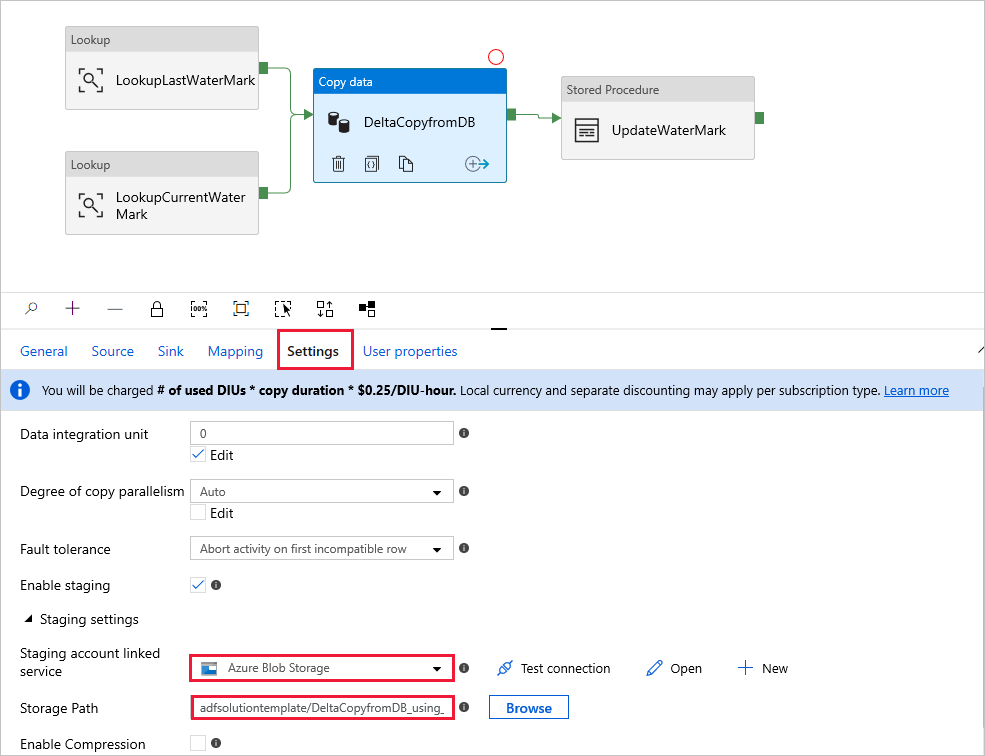 Lookup
LookupLastWaterMark
Copy data
DeltaCopyfromDB
Stored Procedure
UpdateWaterMark
Lookup
LookupCurrentWater
Mark
100%
General Source Sink Mapping Settings User properties
You will be charged # of used DIUs * copy duration * $0.25/DIU-hour. Local currency and separate discounting may apply per subscription type. Learn more
Data integration unit 0
Edit
Degree of copy parallelism Auto
Edit
Fault tolerance Abort activity on first incompatible row
Enable staging
Staging settings
Staging account linked
service
Azure Blob Storage Test connection Open New
Storage Path adfsolutiontemplate/DeltaCopyfromDB_using_ Browse
Enable Compression